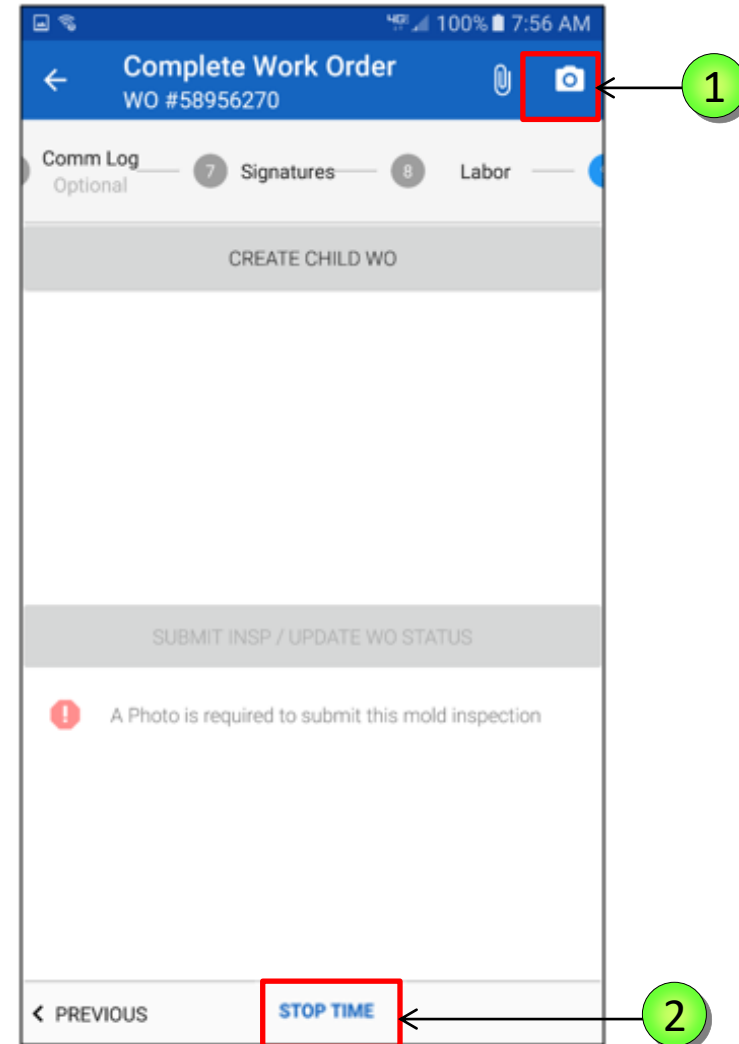 4G 100% 7:56 AM
Complete Work Order
WO #58956270
1
Comm Log
Optional
7 Signatures 8 Labor
CREATE CHILD WO
SUBMIT INSP / UPDATE WO STATUS
! A Photo is required to submit this mold inspection
< PREVIOUS STOP TIME
2